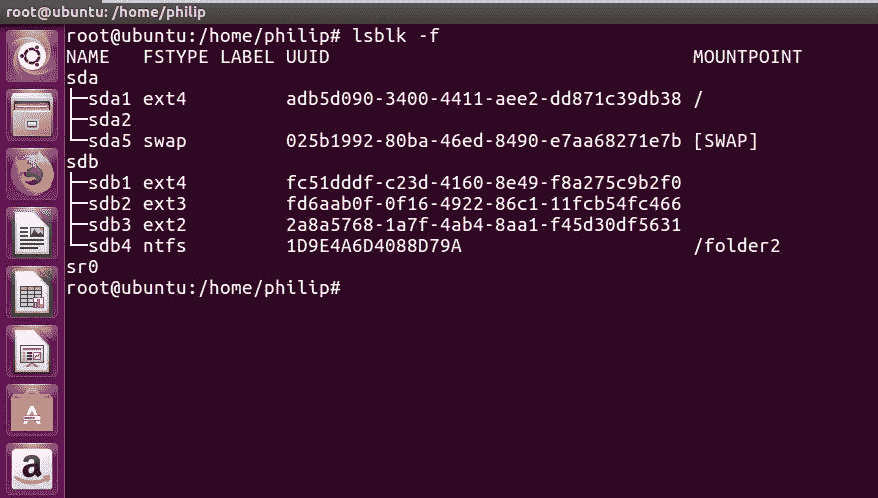 root@ubuntu: /home/philip
root@ubuntu:/home/philip# lsblk -f
NAME   FSTYPE LABEL UUID                                 MOUNTPOINT
sda
├─sda1 ext4         adb5d090-3400-4411-aee2-dd871c39db38 /
├─sda2
└─sda5 swap         025b1992-80ba-46ed-8490-e7aa68271e7b [SWAP]
sdb
├─sdb1 ext4         fc51dddf-c23d-4160-8e49-f8a275c9b2f0
├─sdb2 ext3         fd6aab0f-0f16-4922-86c1-11fcb54fc466
├─sdb3 ext2         2a8a5768-1a7f-4ab4-8aa1-f45d30df5631
└─sdb4 ntfs         1D9E4A6D4088D79A                     /folder2
sr0
root@ubuntu:/home/philip#